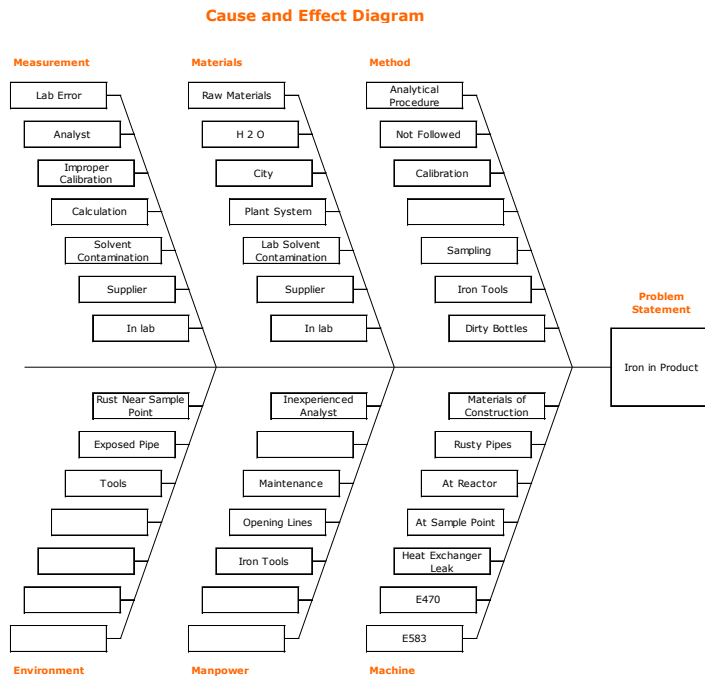 Cause and Effect Diagram
Measurement
Materials
Method
Lab Error
Raw Materials
Analytical
Procedure
Analyst
H 2 O
Not Followed
Improper
Calibration
City
Calibration
Calculation
Plant System
Solvent
Contamination
Lab Solvent
Contamination
Sampling
Supplier
Supplier
Iron Tools
In lab
In lab
Dirty Bottles
Problem
Statement
Iron in Product
Rust Near Sample
Point
Inexperienced
Analyst
Materials of
Construction
Exposed Pipe
Rusty Pipes
Tools
Maintenance
At Reactor
Opening Lines
At Sample Point
Iron Tools
Heat Exchanger
Leak
E470
E583
Environment
Manpower
Machine